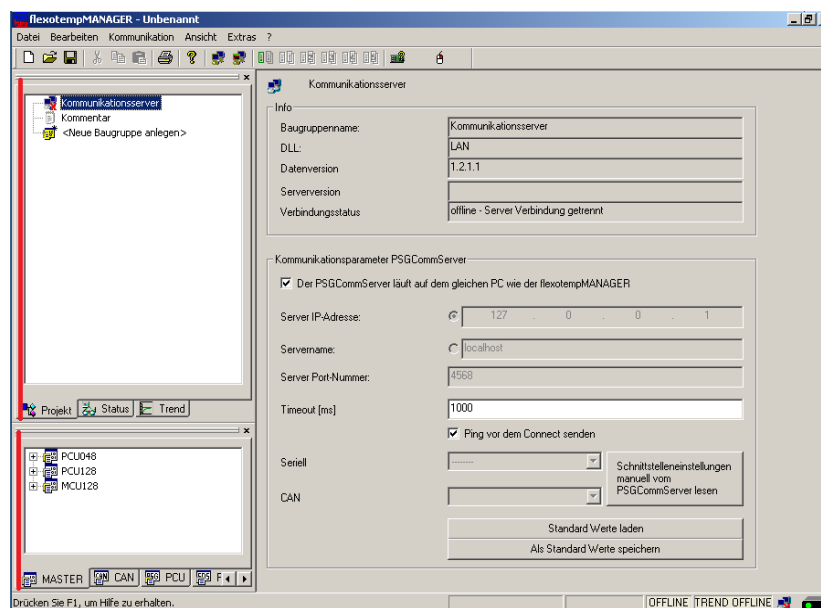 flexotempMANAGER - Unbenannt
Datei Bearbeiten Kommunikation Ansicht Extras ?
Kommunikationsserver
Kommentar
<Neue Baugruppe anlegen>
Projekt Status Trend
PCU048
PCU128
MCU128
MASTER CAN PCU
Kommunikationsserver
Info
Baugruppenname: Kommunikationsserver
DLL: LAN
Datenversion 1.2.1.1
Serverversion
Verbindungsstatus offline - Server Verbindung getrennt
Kommunikationsparameter PSGCommServer
Der PSGCommServer läuft auf dem gleichen PC wie der flexotempMANAGER
Server IP-Adresse: 127 . 0 . 0 . 1
Servername: localhost
Server Port-Nummer: 4568
Timeout [ms] 1000
Ping vor dem Connect senden
Seriell --------
CAN
Schnittstelleneinstellungen
manuell vom
PSGCommServer lesen
Standard Werte laden
Als Standard Werte speichern
Drücken Sie F1, um Hilfe zu erhalten.
OFFLINE TREND OFFLINE